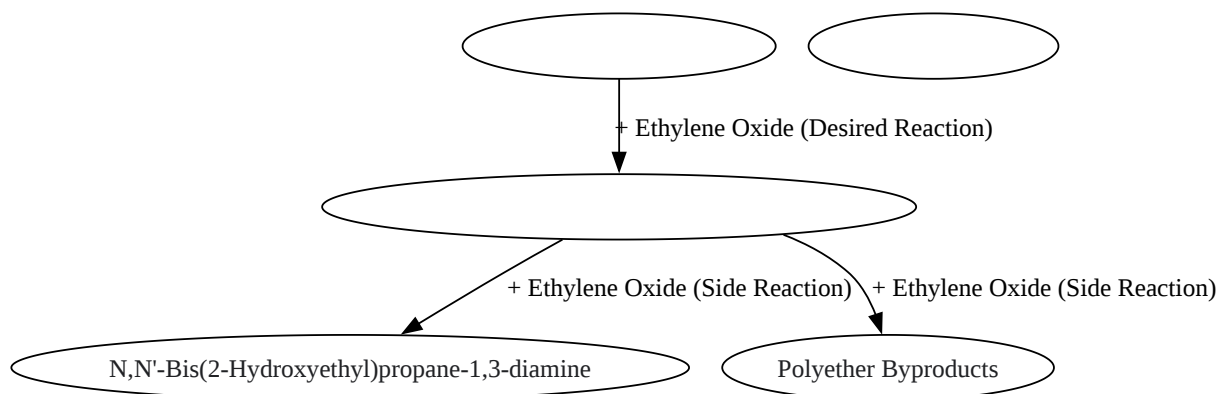 + Ethylene Oxide (Desired Reaction)
+ Ethylene Oxide (Side Reaction)
+ Ethylene Oxide (Side Reaction)
N,N'-Bis(2-Hydroxyethyl)propane-1,3-diamine
Polyether Byproducts